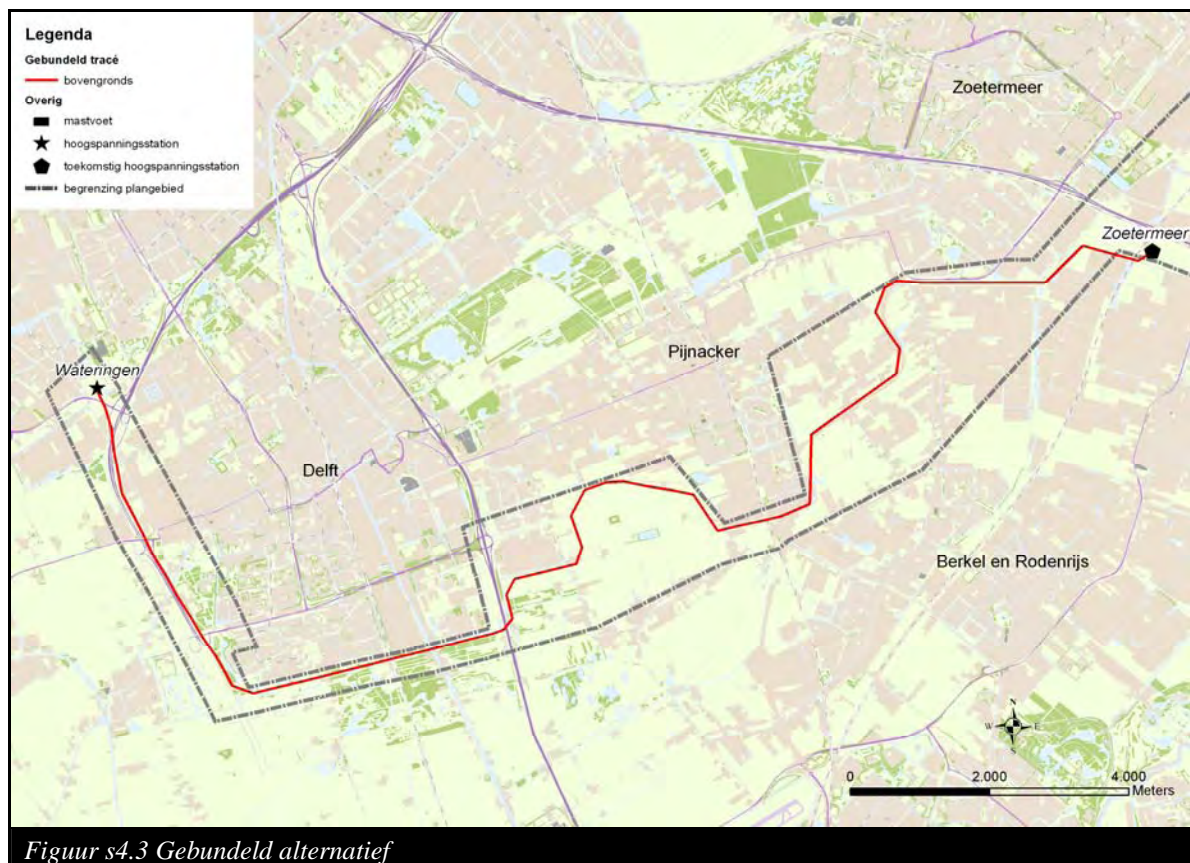 Legenda
Gebundeld tracé
bovengronds
Overig
mastvoet
hoogspanningsstation
toekomstig hoogspanningsstation
begrenzing plangebied
Zoetermeer
Zoetermeer
Wateringen
Pijnacker
Delft
Berkel en Rodenrijs
N
W E
S
0 2.000 4.000
Meters
Figuur s4.3 Gebundeld alternatief